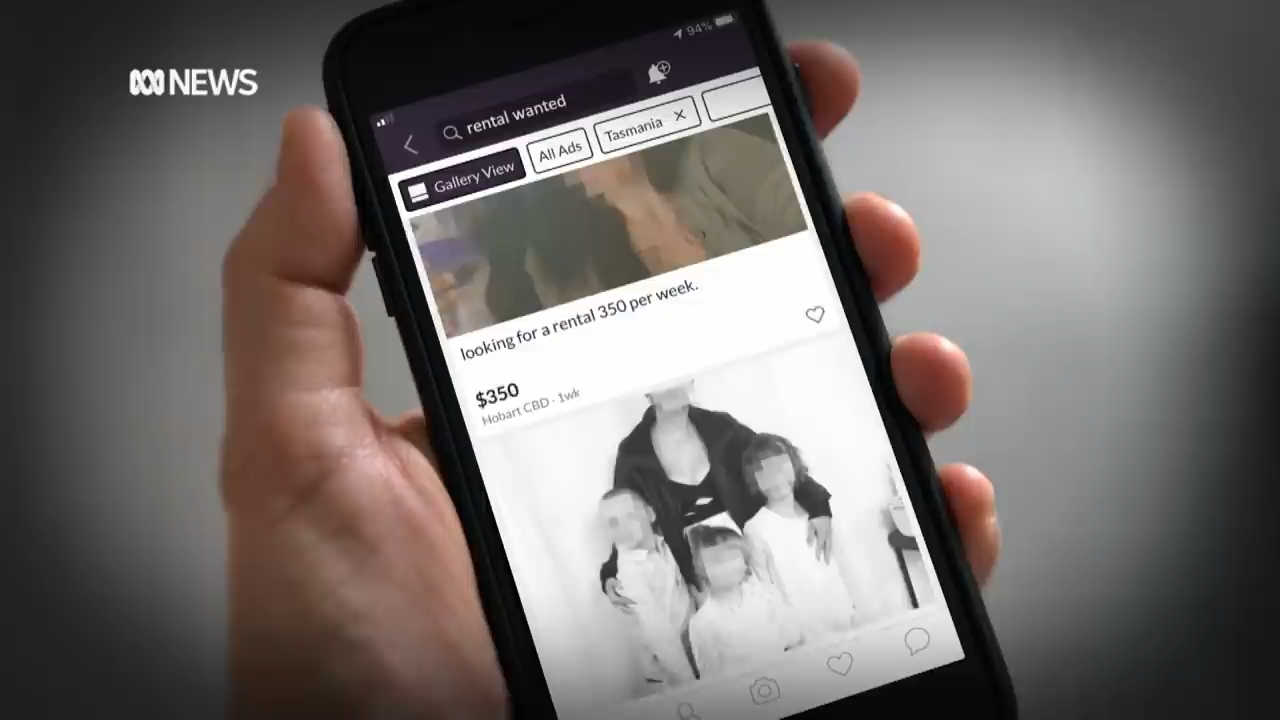 NEWS
94%
rental wanted
Gallery View
All Ads
Tasmania
looking for a rental 350 per week.
$350
Hobart CBD · 1wk